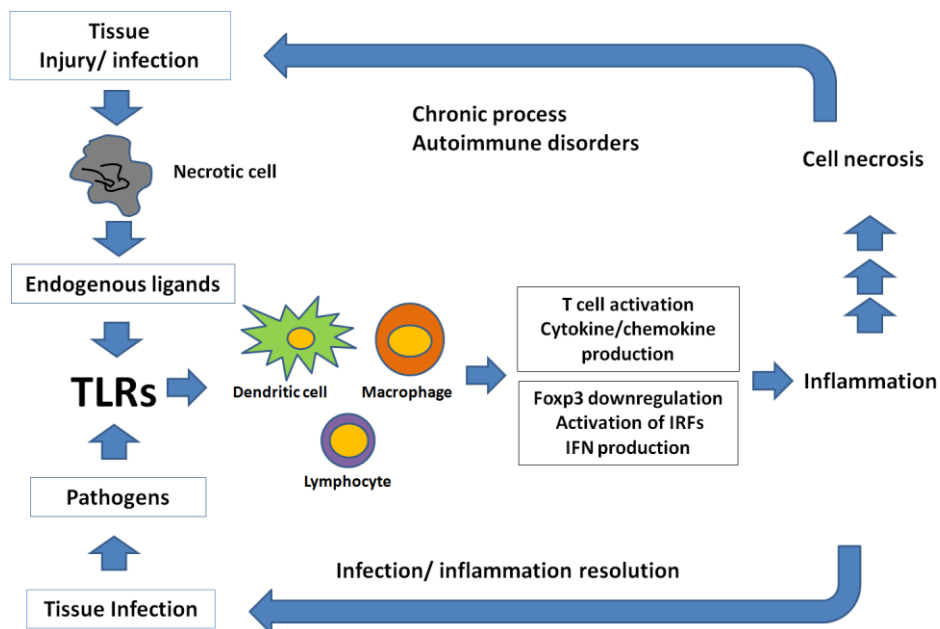 Tissue
Injury/ infection
Necrotic cell
Endogenous ligands
TLRs
Pathogens
Tissue Infection
Dendritic cell
Macrophage
Lymphocyte
T cell activation
Cytokine/chemokine
production
Foxp3 downregulation
Activation of IRFs
IFN production
Inflammation
Cell necrosis
Chronic process
Autoimmune disorders
Infection/ inflammation resolution